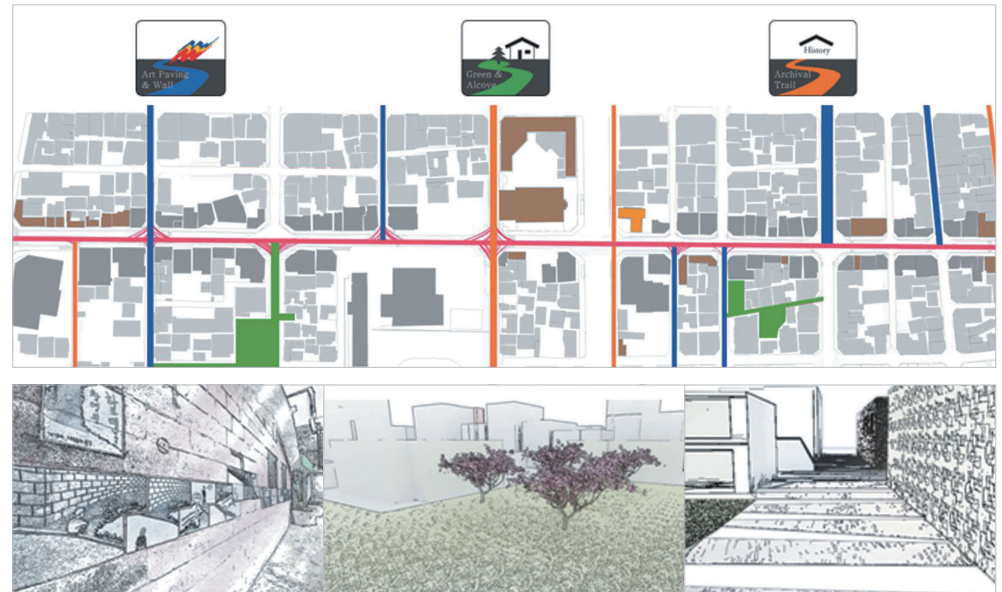 Art Paving
& Wall
Green &
Alcove
History
Archival
Trail